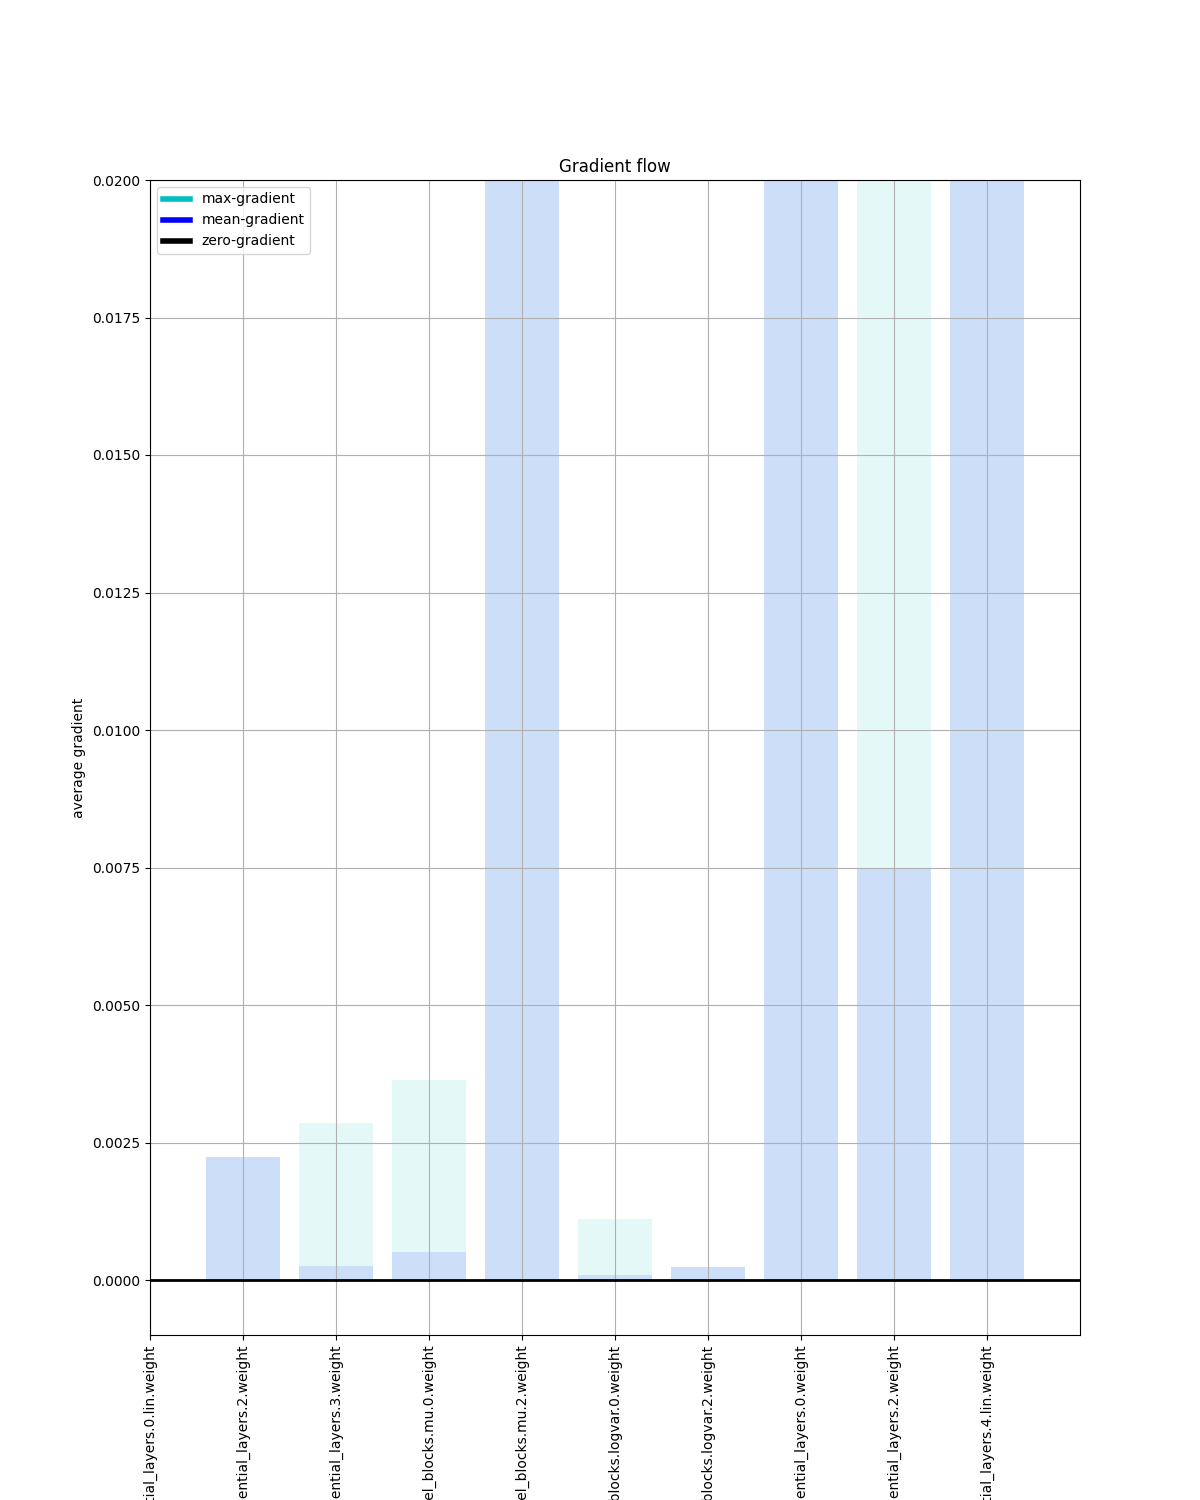 Gradient flow
max-gradient
mean-gradient
zero-gradient
0.0200
0.0175
0.0150
0.0125
0.0100
0.0075
0.0050
0.0025
0.0000
average gradient
tial_layers.0.lin.weight
ential_layers.2.weight
ential_layers.3.weight
el_blocks.mu.0.weight
el_blocks.mu.2.weight
blocks.logvar.0.weight
blocks.logvar.2.weight
ential_layers.0.weight
ential_layers.2.weight
tial_layers.4.lin.weight